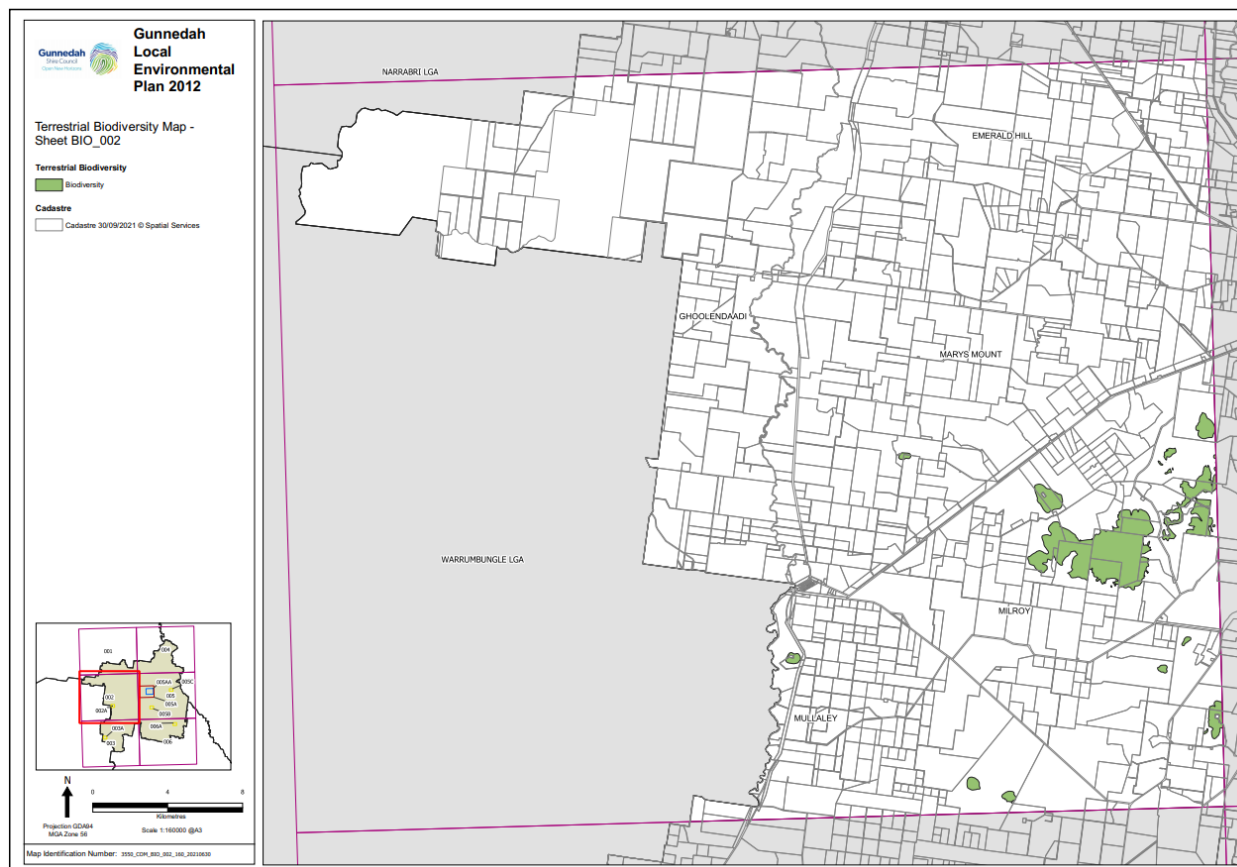 Gunnedah
Shire Council
Open New Horizons
Gunnedah
Local
Environmental
Plan 2012
Terrestrial Biodiversity Map -
Sheet BIO_002
Terrestrial Biodiversity
Biodiversity
Cadastre
Cadastre 30/09/2021 © Spatial Services
NARRABRI LGA
EMERALD HILL
GHOOLENDAADI
MARYS MOUNT
WARRUMBUNGLE LGA
MILROY
MULLALEY
001
004
005AA
005C
002
005
002A
005A
005B
003A
006A
003
006
N
0 4 8
Kilometres
Projection GDA94
MGA Zone 56
Scale 1:160000 @A3
Map Identification Number: 3550_COM_BIO_002_160_20210630